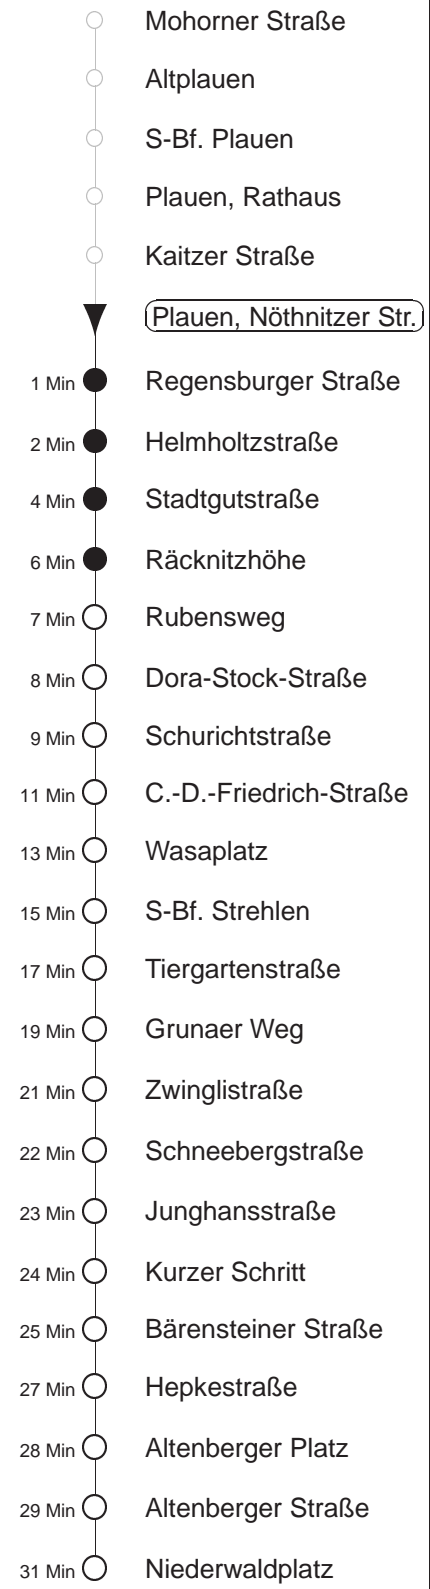 Mohorner Straße
Altplauen
S-Bf. Plauen
Plauen, Rathaus
Kaitzer Straße
Plauen, Nöthnitzer Str.
1 Min Regensburger Straße
2 Min Helmholtzstraße
4 Min Stadtgutstraße
6 Min Räcknitzhöhe
7 Min Rubensweg
8 Min Dora-Stock-Straße
9 Min Schurichtstraße
11 Min C.-D.-Friedrich-Straße
13 Min Wasaplatz
15 Min S-Bf. Strehlen
17 Min Tiergartenstraße
19 Min Grunaer Weg
21 Min Zwinglistraße
22 Min Schneebergstraße
23 Min Junghansstraße
24 Min Kurzer Schritt
25 Min Bärensteiner Straße
27 Min Hepkestraße
28 Min Altenberger Platz
29 Min Altenberger Straße
31 Min Niederwaldplatz